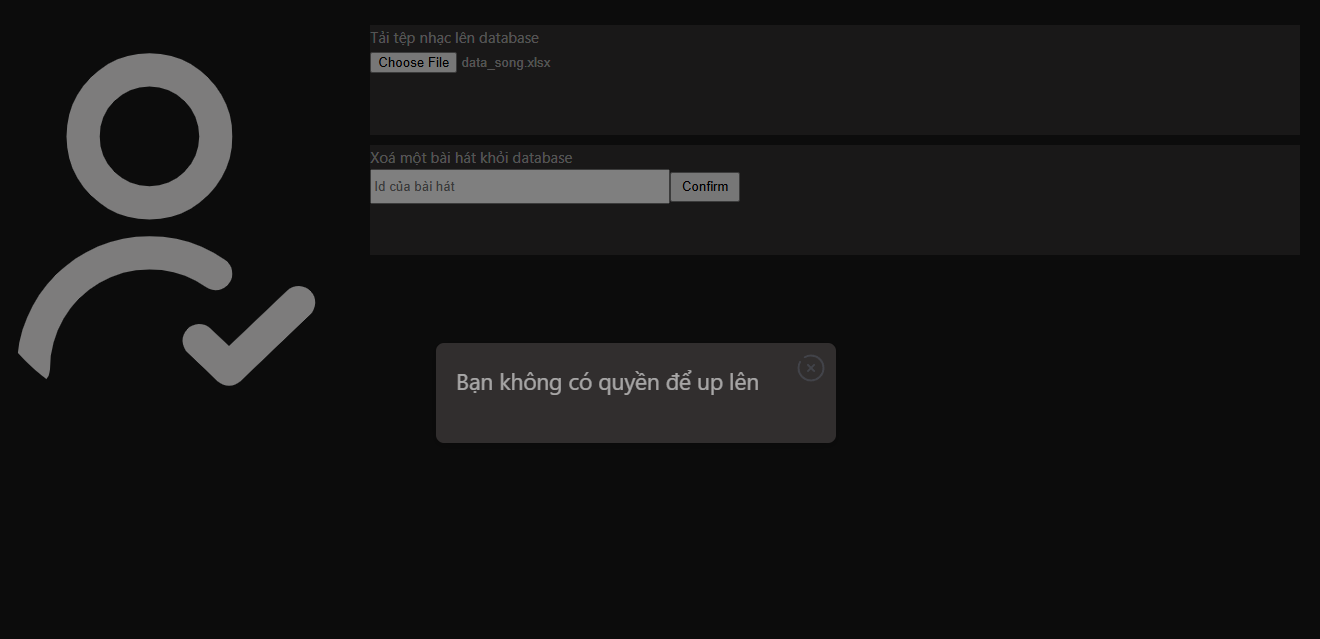 Tải tệp nhạc lên database
Choose File data_song.xlsx
Xoá một bài hát khỏi database
Id của bài hát Confirm
Bạn không có quyền để up lên